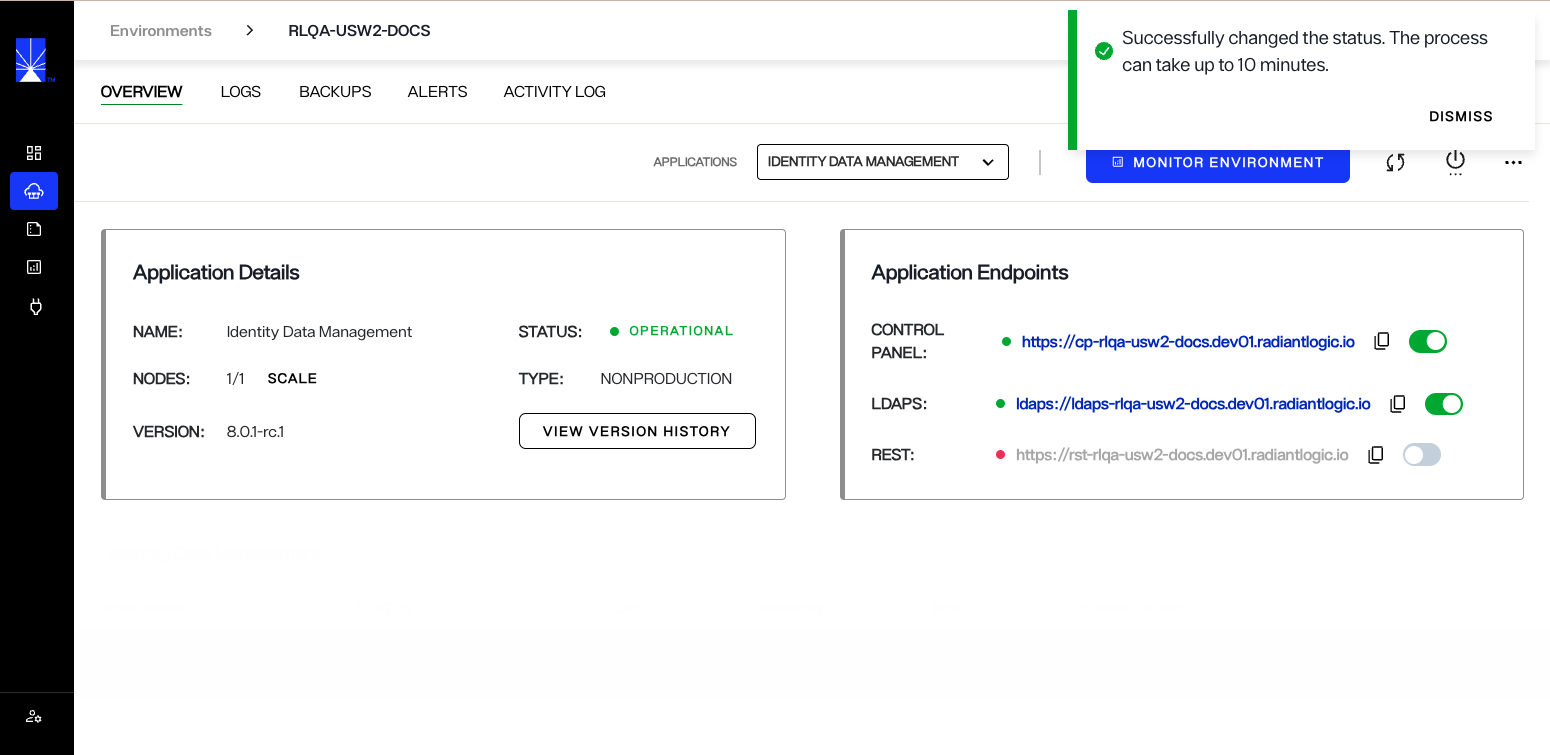 Environments > RLQA-USW2-DOCS
Successfully changed the status. The process
can take up to 10 minutes.
DISMISS
OVERVIEW LOGS BACKUPS ALERTS ACTIVITY LOG
APPLICATIONS IDENTITY DATA MANAGEMENT MONITOR ENVIRONMENT
Application Details
NAME: Identity Data Management STATUS: OPERATIONAL
NODES: 1/1 SCALE TYPE: NONPRODUCTION
VERSION: 8.0.1-rc.1 VIEW VERSION HISTORY
Application Endpoints
CONTROL
PANEL: https://cp-rlqa-usw2-docs.dev01.radiantlogic.io
LDAPS: ldaps://ldaps-rlqa-usw2-docs.dev01.radiantlogic.io
REST: https://rst-rlqa-usw2-docs.dev01.radiantlogic.io